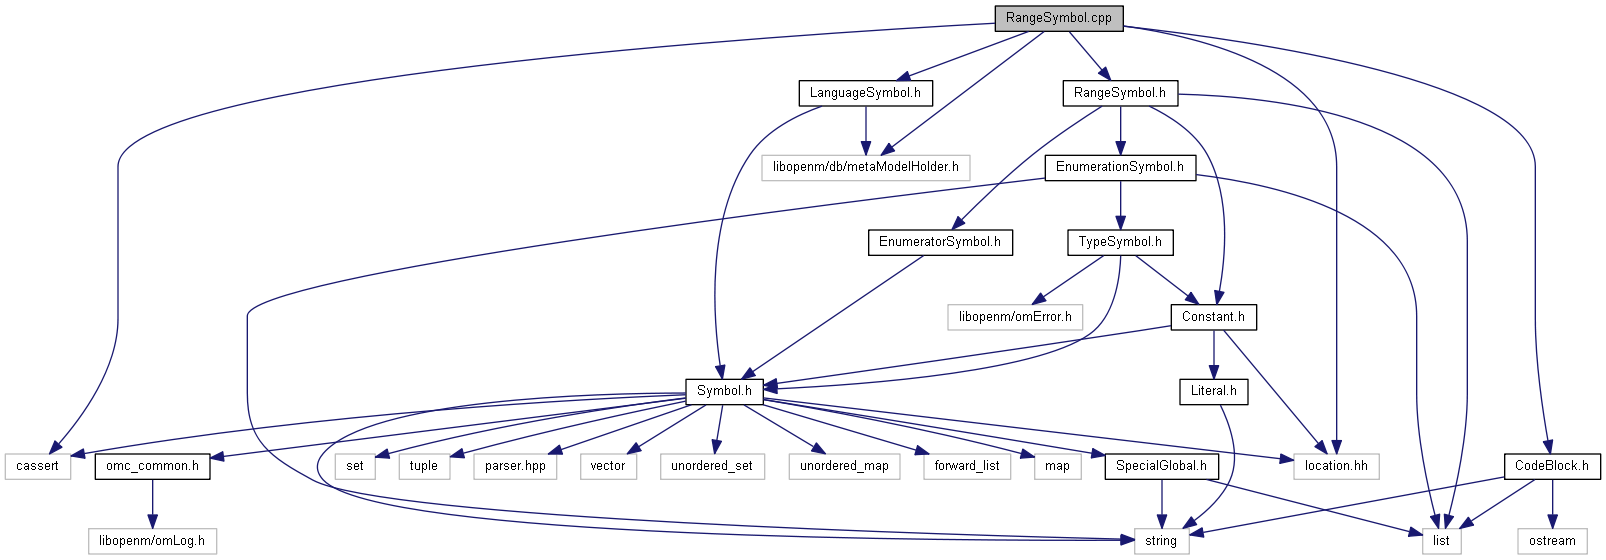 RangeSymbol.cpp
LanguageSymbol.h
RangeSymbol.h
libopenm/db/metaModelHolder.h
EnumerationSymbol.h
EnumeratorSymbol.h
TypeSymbol.h
libopenm/omError.h
Constant.h
Symbol.h
Literal.h
cassert
omc_common.h
set
tuple
parser.hpp
vector
unordered_set
unordered_map
forward_list
map
SpecialGlobal.h
location.hh
CodeBlock.h
libopenm/omLog.h
string
list
ostream